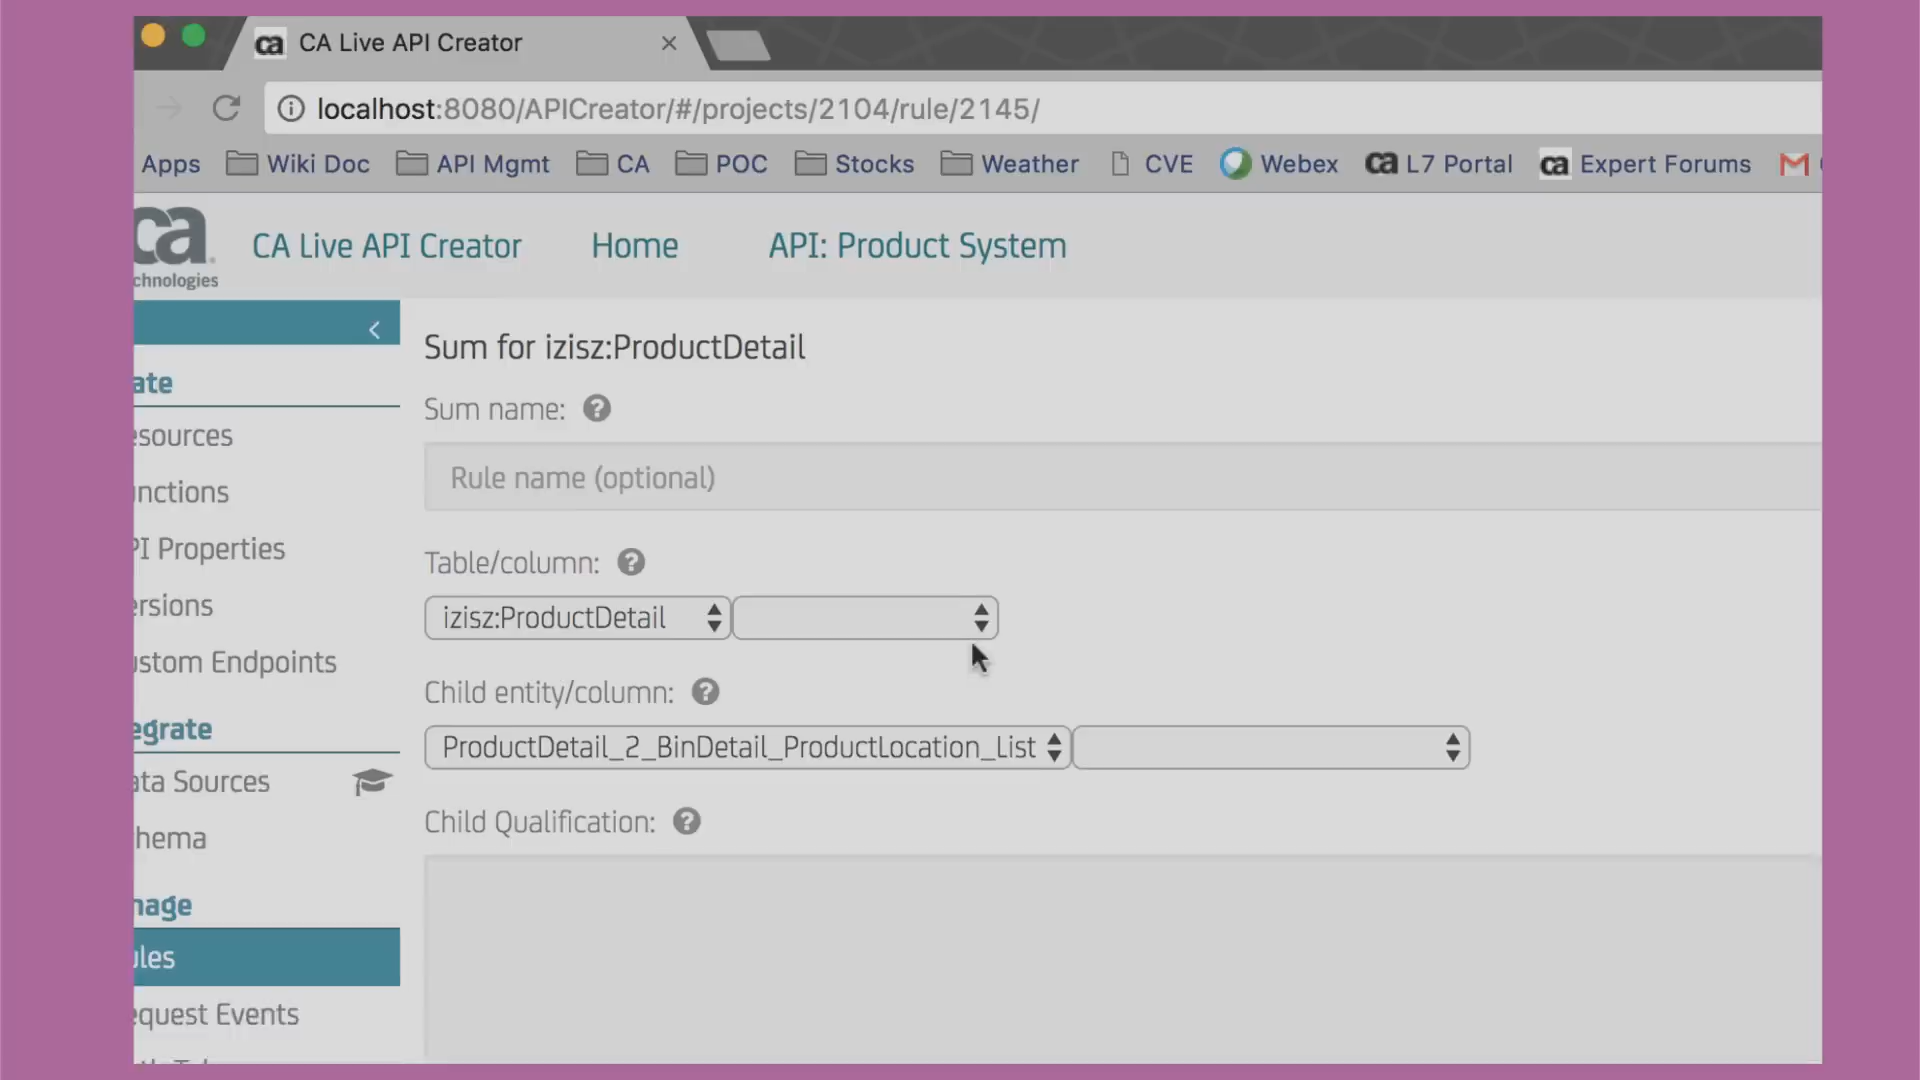 CA Live API Creator
localhost:8080/APICreator/#/projects/2104/rule/2145/
Apps Wiki Doc API Mgmt CA POC Stocks Weather CVE Webex L7 Portal Expert Forums
ca
chnologies
CA Live API Creator Home API: Product System
ate
esources
nctions
PI Properties
ersions
ustom Endpoints
egrate
ata Sources
hema
nage
ules
equest Events
Sum for izisz:ProductDetail
Sum name:
Rule name (optional)
Table/column:
izisz:ProductDetail
Child entity/column:
ProductDetail_2_BinDetail_ProductLocation_List
Child Qualification: